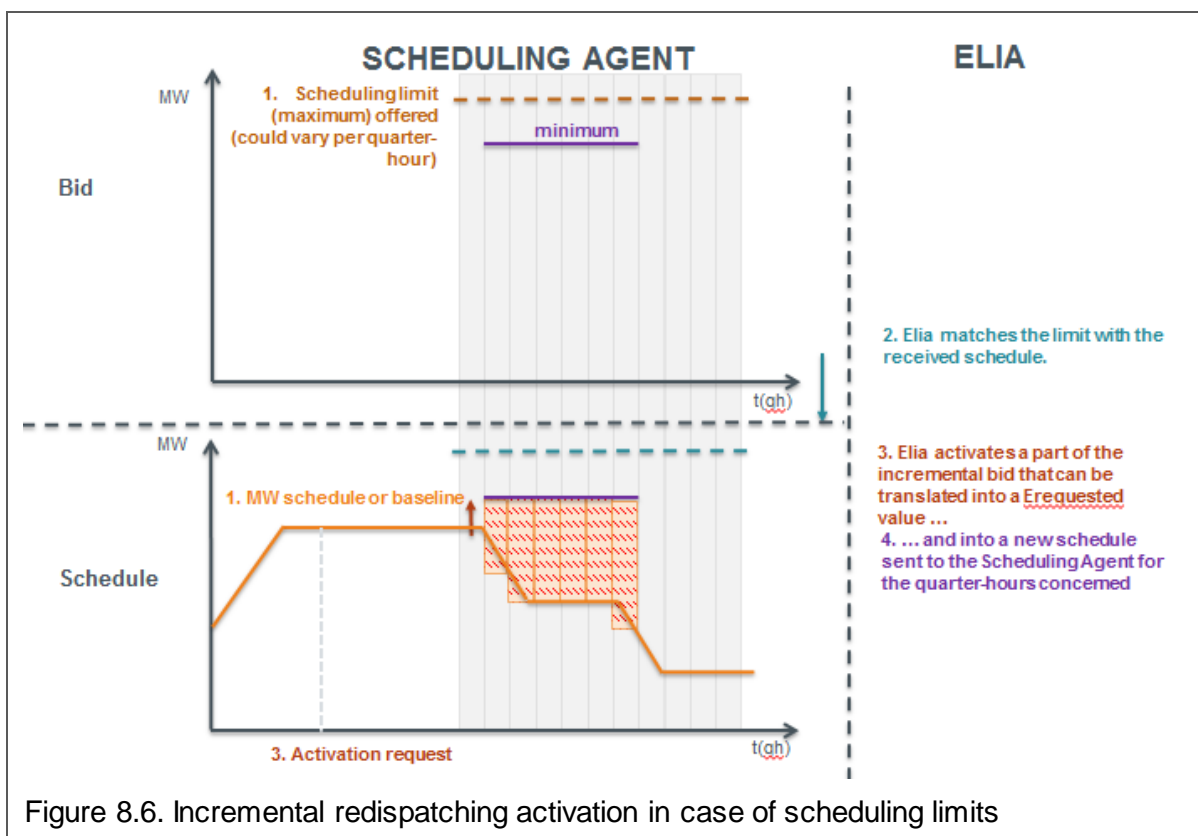 SCHEDULING AGENT
ELIA
MW
1. Scheduling limit
(maximum) offered
(could vary per quarter-
hour)
minimum
Bid
2. Elia matches the limit with the
received schedule.
t(qh)
MW
1. MW schedule or baseline
3. Elia activates a part of the
incremental bid that can be
translated into a Erequested
value ...
4. ... and into a new schedule
sent to the Scheduling Agent for
the quarter-hours concerned
Schedule
3. Activation request
t(qh)
Figure 8.6. Incremental redispatching activation in case of scheduling limits